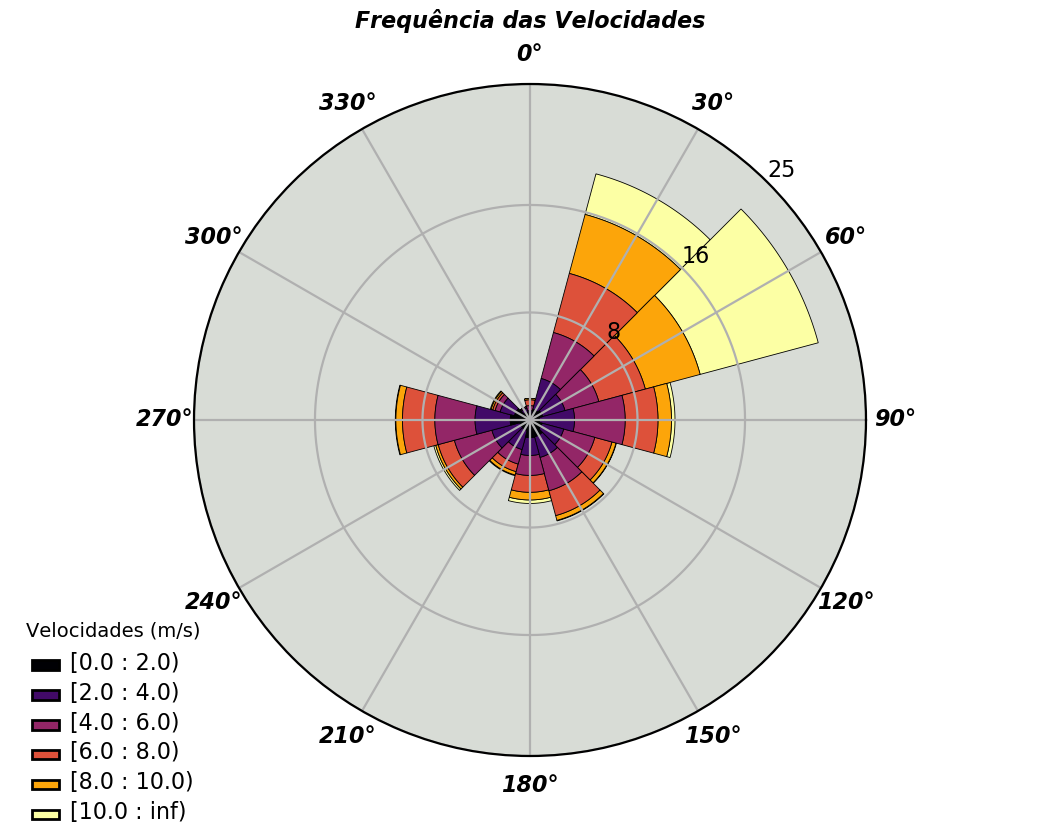 Frequência das Velocidades
0°
330°
30°
25
300°
60°
16
8
270°
90°
240°
120°
Velocidades (m/s)
[0.0 : 2.0)
[2.0 : 4.0)
[4.0 : 6.0)
210°
150°
[6.0 : 8.0)
180°
[8.0 : 10.0)
[10.0 : inf)